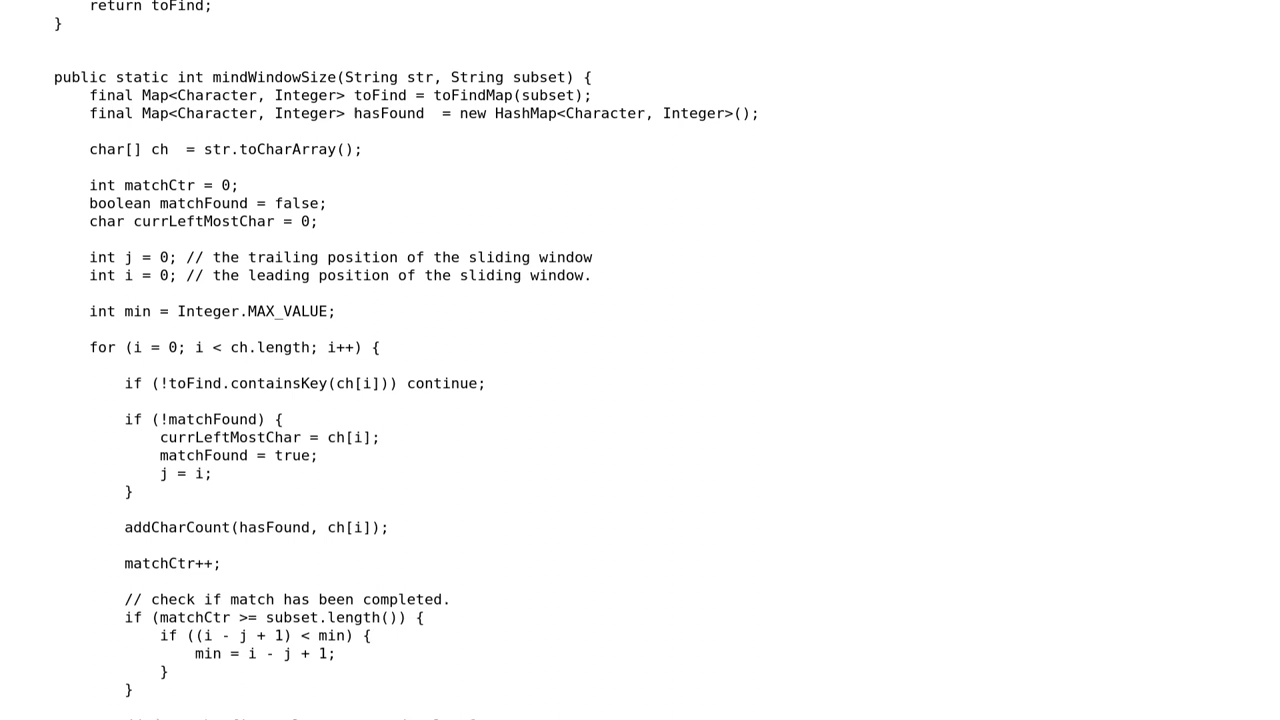 return toFind;
}
public static int mindWindowSize(String str, String subset) {
final Map<Character, Integer> toFind = toFindMap(subset);
final Map<Character, Integer> hasFound  = new HashMap<Character, Integer>();
char[] ch  = str.toCharArray();
int matchCtr = 0;
boolean matchFound = false;
char currLeftMostChar = 0;
int j = 0; // the trailing position of the sliding window
int i = 0; // the leading position of the sliding window.
int min = Integer.MAX_VALUE;
for (i = 0; i < ch.length; i++) {
if (!toFind.containsKey(ch[i])) continue;
if (!matchFound) {
currLeftMostChar = ch[i];
matchFound = true;
j = i;
}
addCharCount(hasFound, ch[i]);
matchCtr++;
// check if match has been completed.
if (matchCtr >= subset.length()) {
if ((i - j + 1) < min) {
min = i - j + 1;
}
}